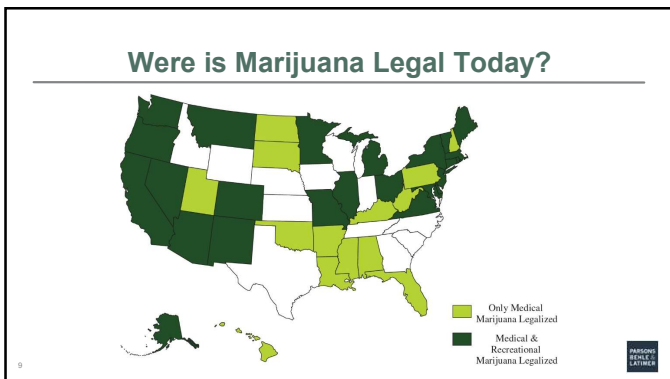 Were is Marijuana Legal Today?
Only Medical
Marijuana Legalized
Medical &
Recreational
Marijuana Legalized
9
PARSONS
BEHLE &
LATIMER